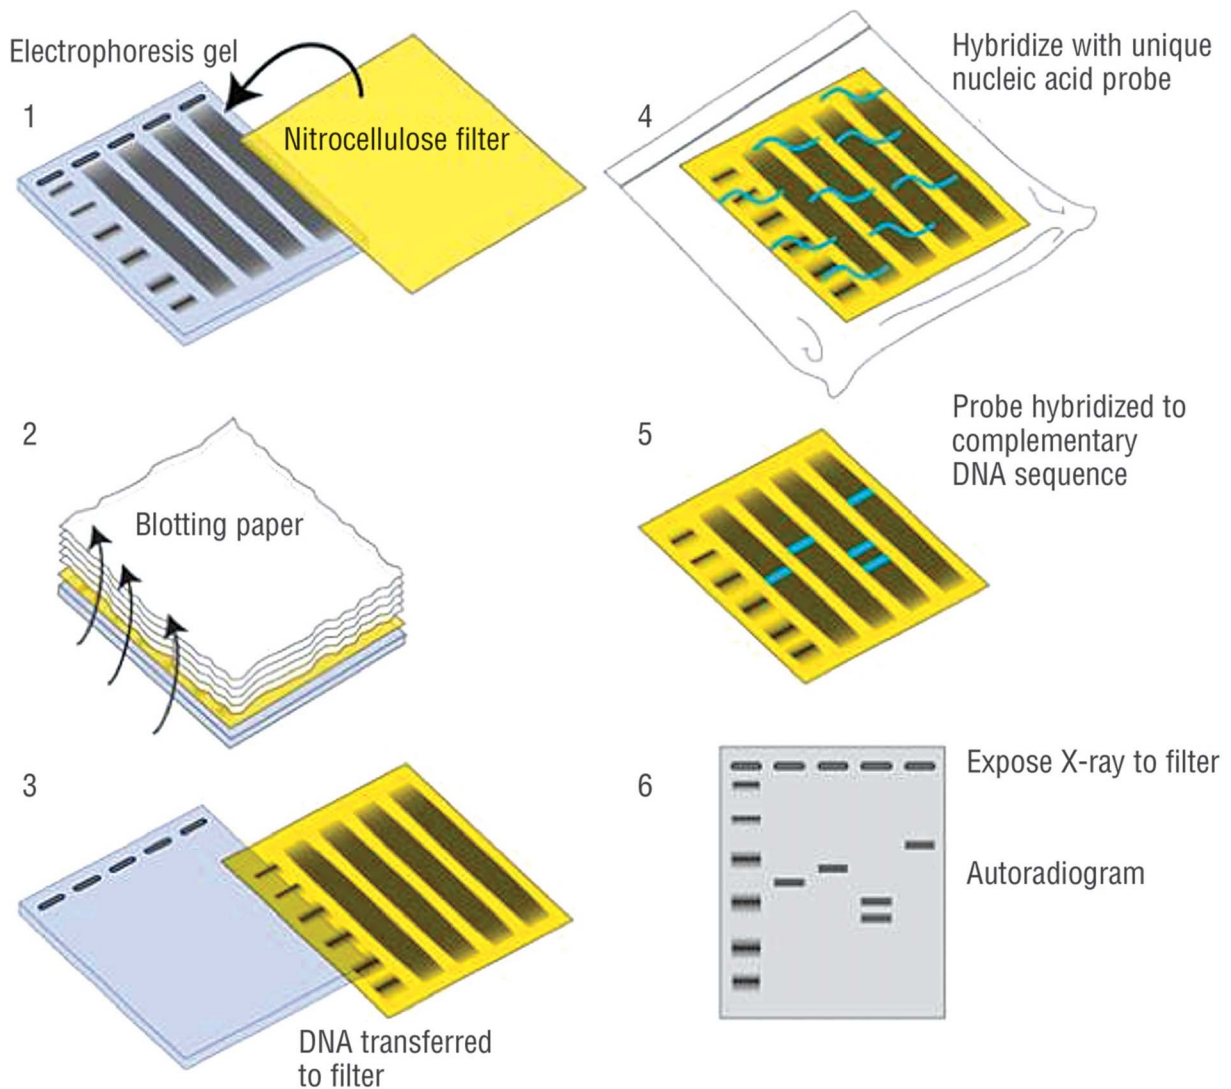 Electrophoresis gel
1
Nitrocellulose filter
2
Blotting paper
3
DNA transferred
to filter
4
Hybridize with unique
nucleic acid probe
5
Probe hybridized to
complementary
DNA sequence
6
Expose X-ray to filter
Autoradiogram